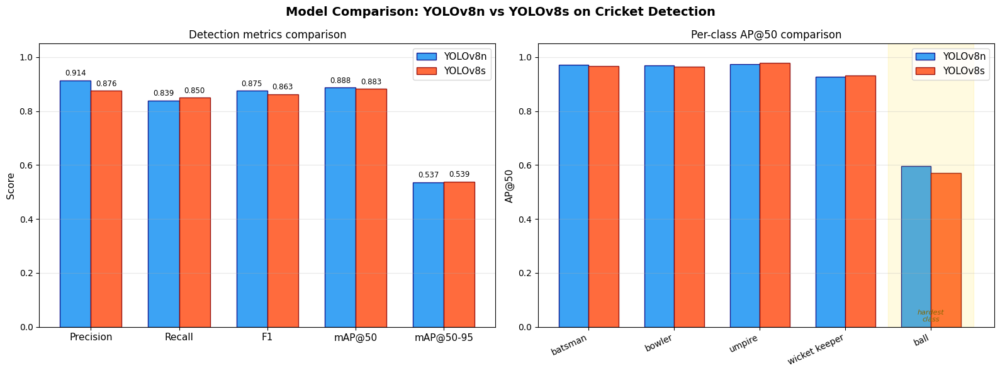 Model Comparison: YOLOv8n vs YOLOv8s on Cricket Detection
Detection metrics comparison
Score
1.0
0.8
0.6
0.4
0.2
0.0
0.914
0.876
0.839
0.850
0.875
0.863
0.888
0.883
0.537
0.539
YOLOv8n
YOLOv8s
Precision
Recall
F1
mAP@50
mAP@50-95
Per-class AP@50 comparison
AP@50
1.0
0.8
0.6
0.4
0.2
0.0
YOLOv8n
YOLOv8s
hardest
class
batsman
bowler
umpire
wicket keeper
ball